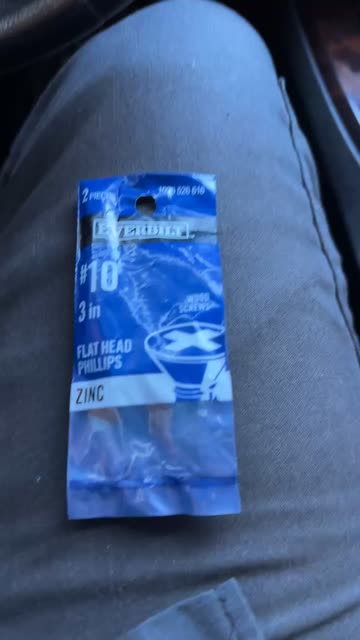 2 PIECES
EVERBILT
#10
3 in
WOOD
SCREWS
FLAT HEAD
PHILLIPS
ZINC